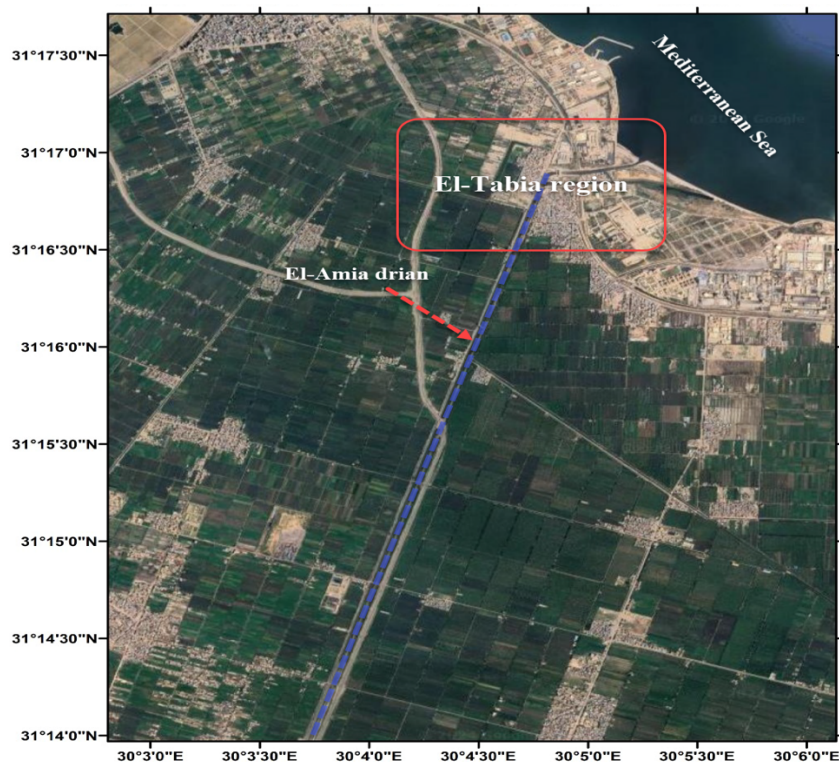 31°17'30"N
31°17'0"N
31°16'30"N
31°16'0"N
31°15'30"N
31°15'0"N
31°14'30"N
31°14'0"N
Mediterranean Sea
El-Tabia region
El-Amia drian
30°3'0"E
30°3'30"E
30°4'0"E
30°4'30"E
30°5'0"E
30°5'30"E
30°6'0"E